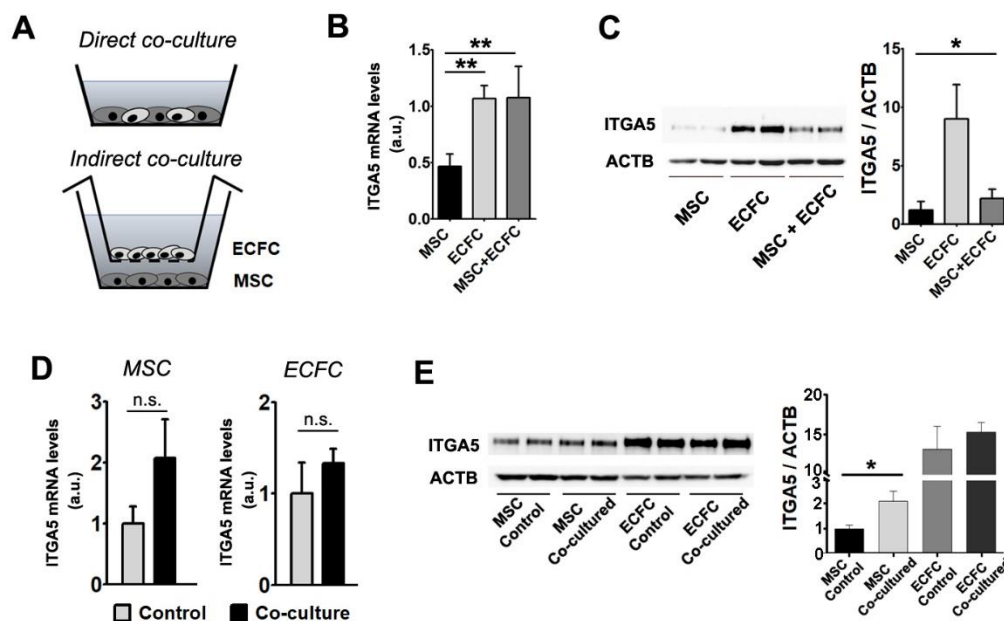 A
Direct co-culture
Indirect co-culture
ECFC
MSC
B
ITGA5 mRNA levels
(a.u.)
1.5
1.0
0.5
0.0
**
**
MSC
ECFC
MSC+ECFC
C
ITGA5
ACTB
MSC
ECFC
MSC + ECFC
ITGA5 / ACTB
15
10
5
0
*
MSC
ECFC
MSC+ECFC
D
MSC
ITGA5 mRNA levels
(a.u.)
3
2
1
0
n.s.
ECFC
ITGA5 mRNA levels
(a.u.)
2
1
0
n.s.
Control
Co-culture
E
ITGA5
ACTB
MSC
Control
MSC
Co-cultured
ECFC
Control
ECFC
Co-cultured
ITGA5 / ACTB
20
15
10
3
2
1
0
*
MSC
Control
MSC
Co-cultured
ECFC
Control
ECFC
Co-cultured